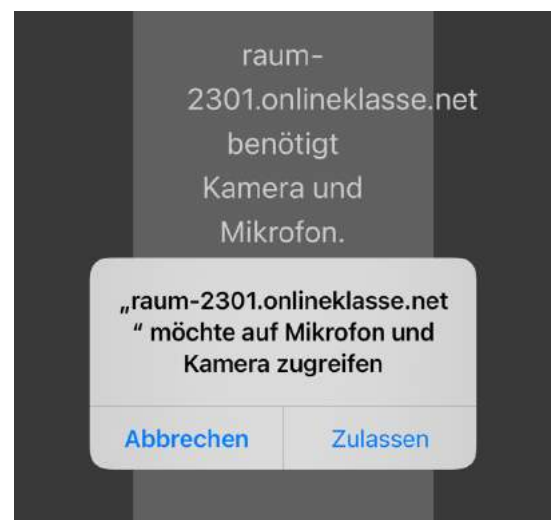 raum-
2301.onlineklasse.net
benötigt
Kamera und
Mikrofon.
„raum-2301.onlineklasse.net
“ möchte auf Mikrofon und
Kamera zugreifen
Abbrechen Zulassen